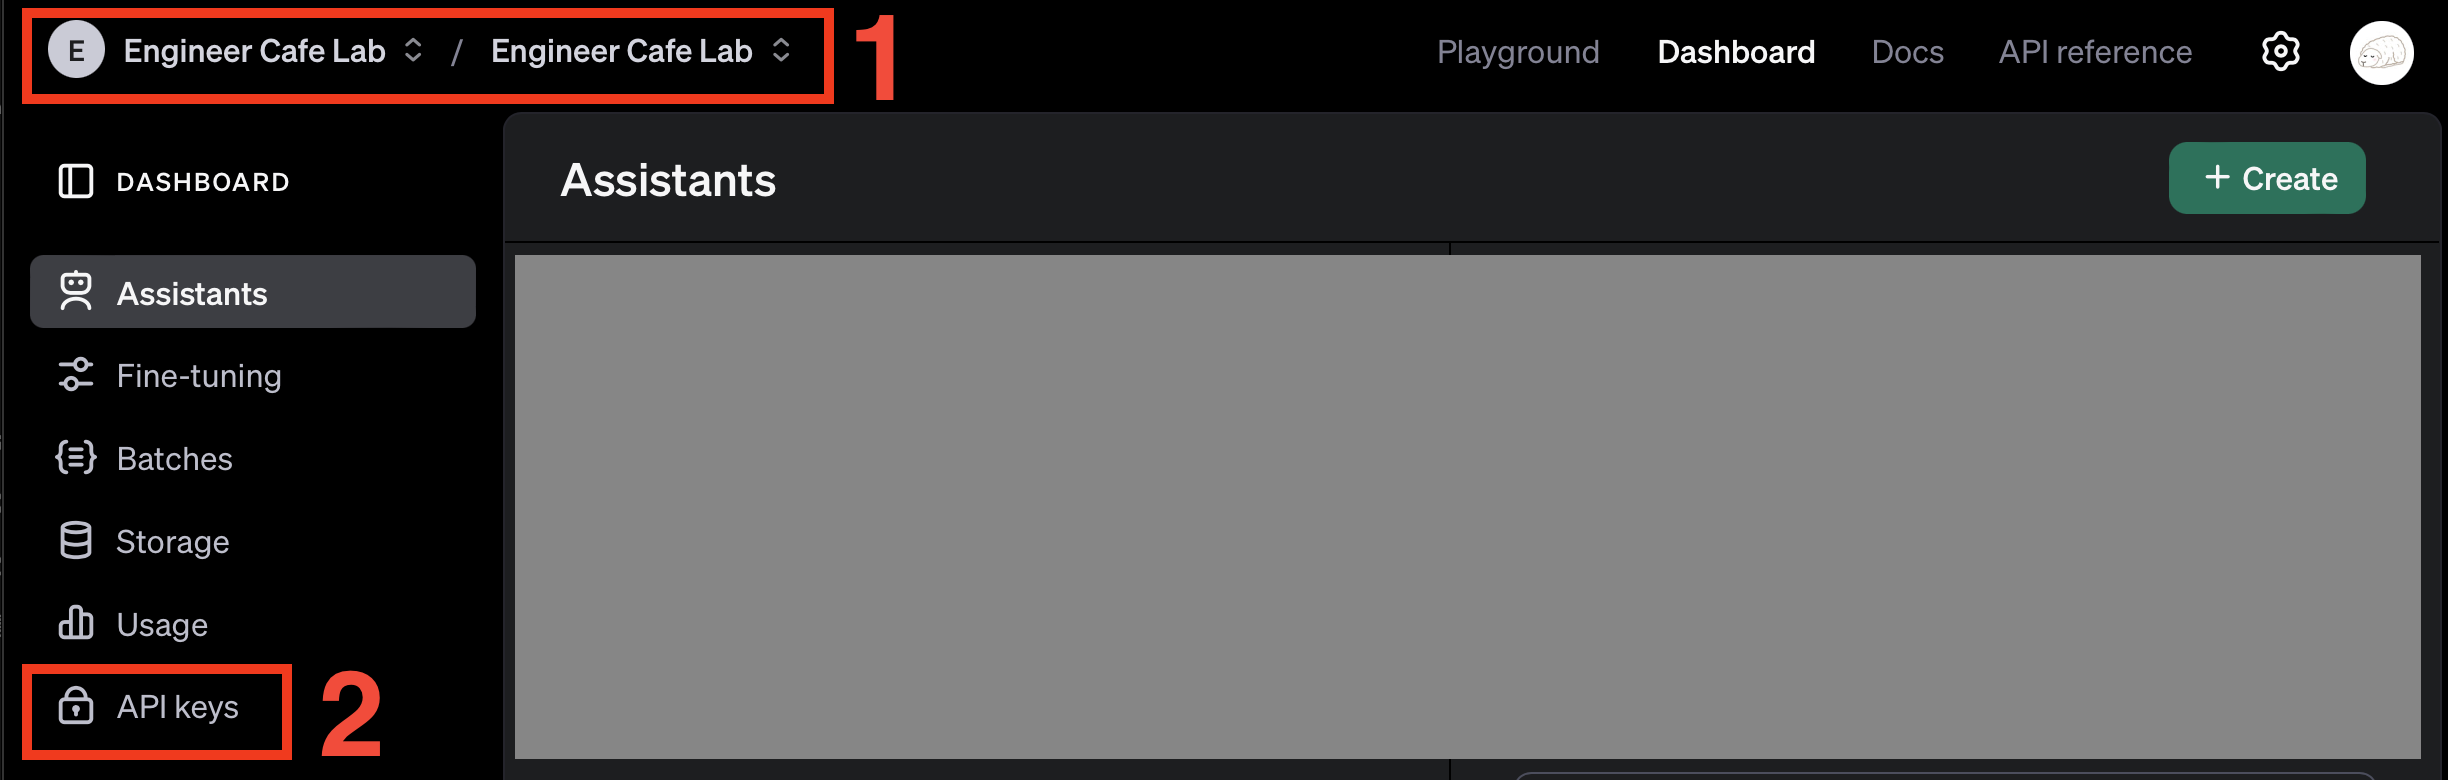 E Engineer Cafe Lab / Engineer Cafe Lab 1 Playground Dashboard Docs API reference
DASHBOARD
Assistants
Fine-tuning
Batches
Storage
Usage
API keys 2
Assistants + Create